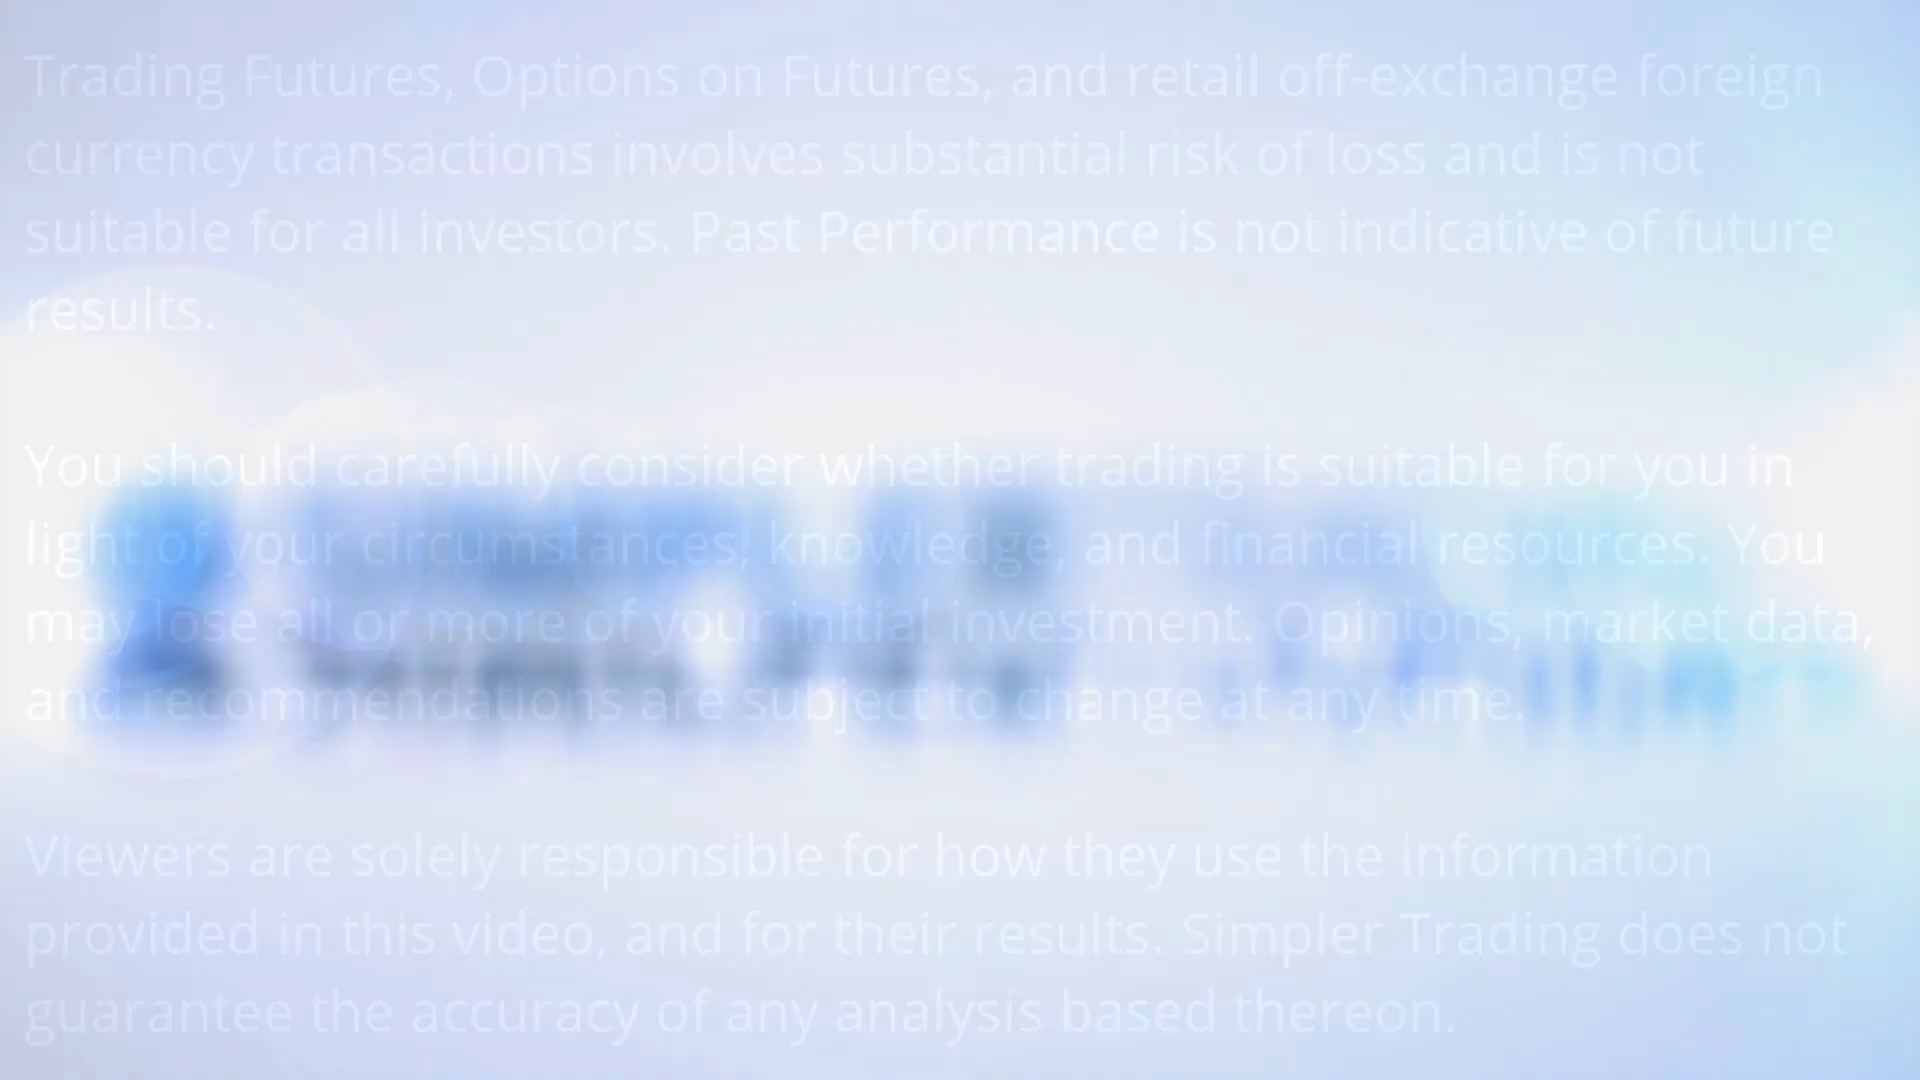 Trading Futures, Options on Futures, and retail off-exchange foreign
currency transactions involves substantial risk of loss and is not
suitable for all investors. Past Performance is not indicative of future
results.
You should carefully consider whether trading is suitable for you in
light of your circumstances, knowledge, and financial resources. You
may lose all or more of your initial investment. Opinions, market data,
and recommendations are subject to change at any time.
Viewers are solely responsible for how they use the information
provided in this video, and for their results. Simpler Trading does not
guarantee the accuracy of any analysis based thereon.